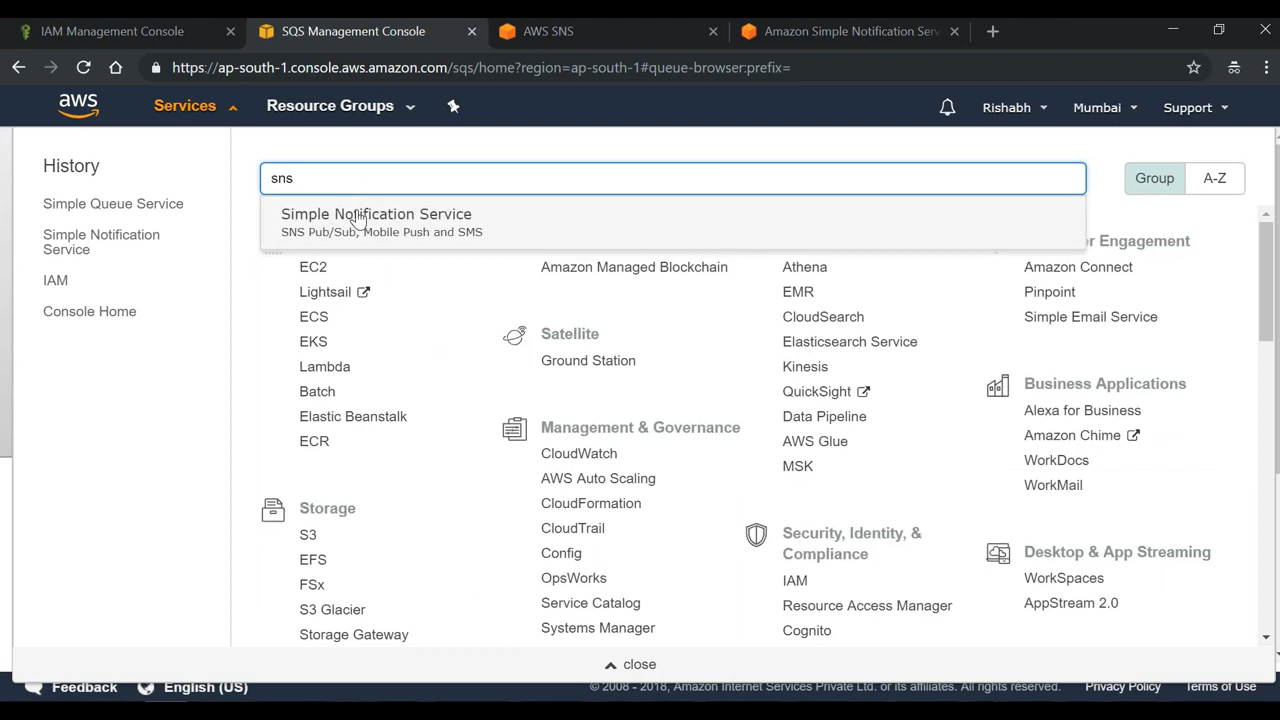 IAM Management Console
SQS Management Console
AWS SNS
Amazon Simple Notification Serv
https://ap-south-1.console.aws.amazon.com/sqs/home?region=ap-south-1#queue-browser:prefix=
aws
Services
Resource Groups
Rishabh
Mumbai
Support
History
Simple Queue Service
Simple Notification
Service
IAM
Console Home
sns
Group
A-Z
Simple Notification Service
SNS Pub/Sub, Mobile Push and SMS
EC2
Lightsail
ECS
EKS
Lambda
Batch
Elastic Beanstalk
ECR
Storage
S3
EFS
FSx
S3 Glacier
Storage Gateway
Amazon Managed Blockchain
Satellite
Ground Station
Management & Governance
CloudWatch
AWS Auto Scaling
CloudFormation
CloudTrail
Config
OpsWorks
Service Catalog
Systems Manager
Athena
EMR
CloudSearch
Elasticsearch Service
Kinesis
QuickSight
Data Pipeline
AWS Glue
MSK
Security, Identity, &
Compliance
IAM
Resource Access Manager
Cognito
Engagement
Amazon Connect
Pinpoint
Simple Email Service
Business Applications
Alexa for Business
Amazon Chime
WorkDocs
WorkMail
Desktop & App Streaming
WorkSpaces
AppStream 2.0
close
Feedback
English (US)
© 2008 - 2018, Amazon Internet Services Private Ltd. or its affiliates. All rights reserved.
Privacy Policy
Terms of Use